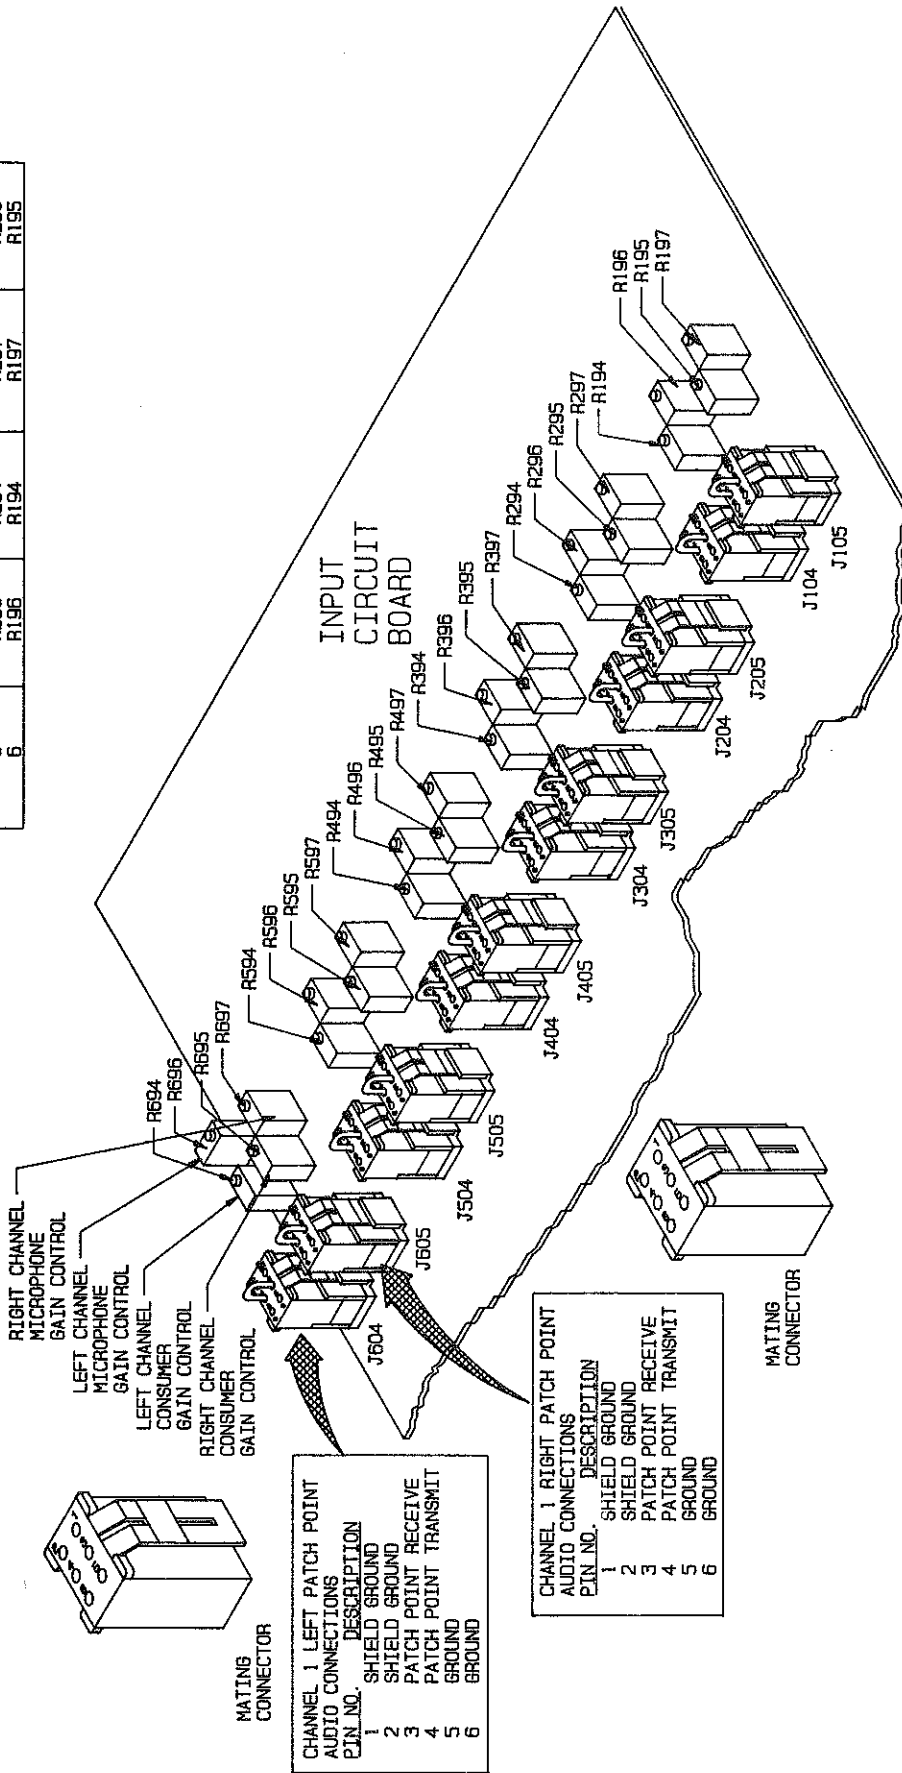 6 R196 R194 R197 R195
RIGHT CHANNEL
MICROPHONE
GAIN CONTROL
LEFT CHANNEL
MICROPHONE
GAIN CONTROL
LEFT CHANNEL
CONSUMER
GAIN CONTROL
RIGHT CHANNEL
CONSUMER
GAIN CONTROL
R694
R696
R695
R697
R594
R596
R595
R597
R494
R496
R495
R497
R394
R396
R395
R397
R294
R296
R295
R297
R194
R196
R195
R197
INPUT
CIRCUIT
BOARD
J604
J605
J504
J505
J404
J405
J304
J305
J204
J205
J104
J105
MATING
CONNECTOR
CHANNEL 1 LEFT PATCH POINT
AUDIO CONNECTIONS
PIN NO. DESCRIPTION
1 SHIELD GROUND
2 SHIELD GROUND
3 PATCH POINT RECEIVE
4 PATCH POINT TRANSMIT
5 GROUND
6 GROUND
CHANNEL 1 RIGHT PATCH POINT
AUDIO CONNECTIONS
PIN NO. DESCRIPTION
1 SHIELD GROUND
2 SHIELD GROUND
3 PATCH POINT RECEIVE
4 PATCH POINT TRANSMIT
5 GROUND
6 GROUND
MATING
CONNECTOR